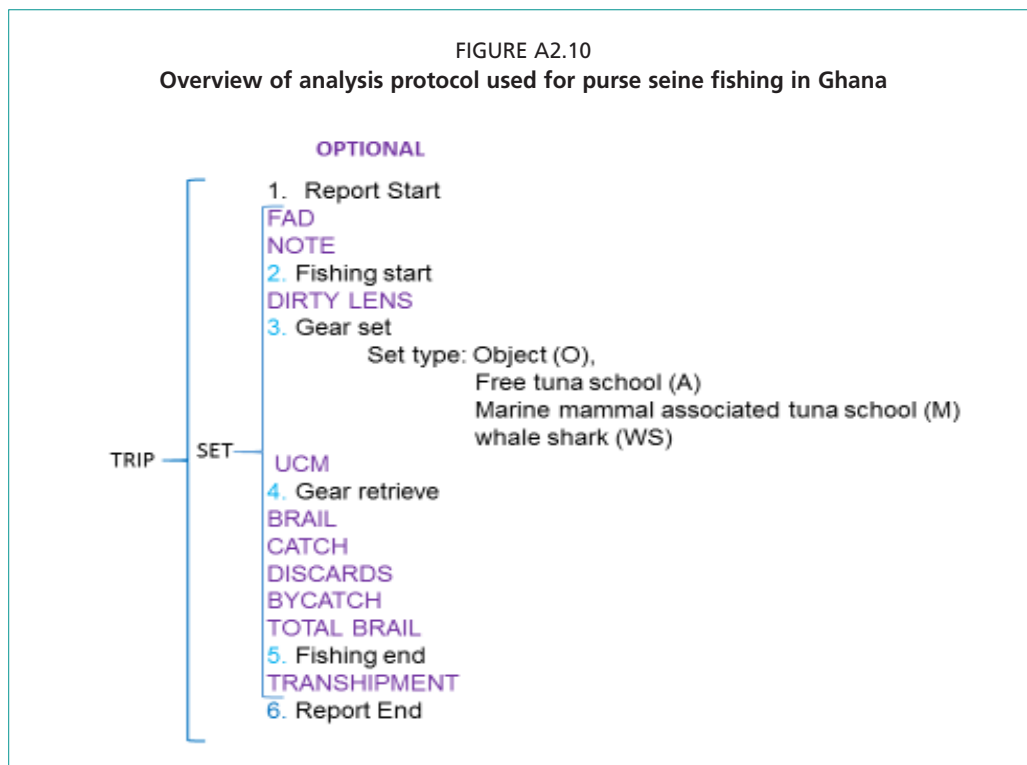 FIGURE A2.10
Overview of analysis protocol used for purse seine fishing in Ghana
OPTIONAL
1. Report Start
FAD
NOTE
2. Fishing start
DIRTY LENS
3. Gear set
Set type: Object (O),
Free tuna school (A)
Marine mammal associated tuna school (M)
whale shark (WS)
TRIP
SET
UCM
4. Gear retrieve
BRAIL
CATCH
DISCARDS
BYCATCH
TOTAL BRAIL
5. Fishing end
TRANSHIPMENT
6. Report End